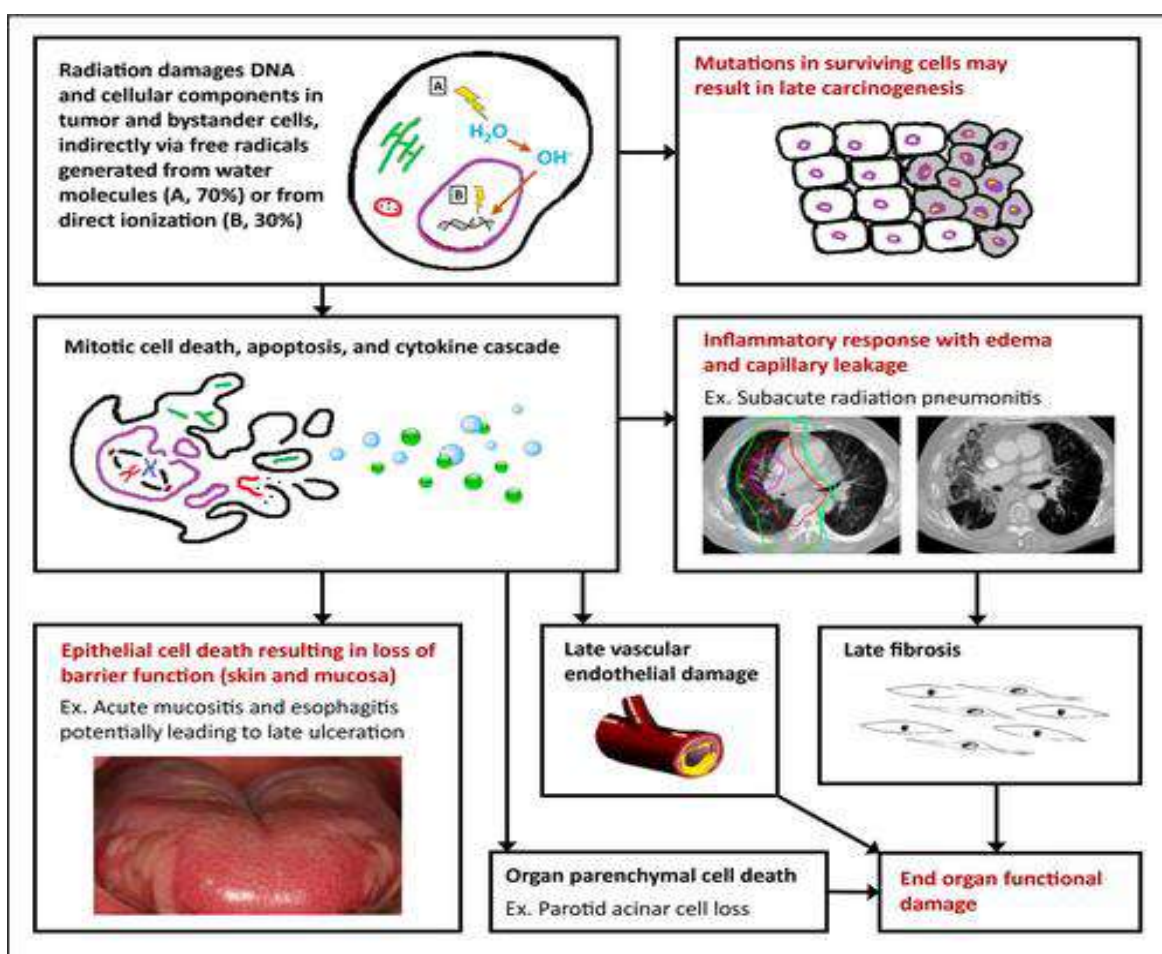 Radiation damages DNA
and cellular components in
tumor and bystander cells,
indirectly via free radicals
generated from water
molecules (A, 70%) or from
direct ionization (B, 30%)
A
H₂O
OH·
B
Mutations in surviving cells may
result in late carcinogenesis
Mitotic cell death, apoptosis, and cytokine cascade
Inflammatory response with edema
and capillary leakage
Ex. Subacute radiation pneumonitis
Epithelial cell death resulting in loss of
barrier function (skin and mucosa)
Ex. Acute mucositis and esophagitis
potentially leading to late ulceration
Late vascular
endothelial damage
Late fibrosis
Organ parenchymal cell death
Ex. Parotid acinar cell loss
End organ functional
damage